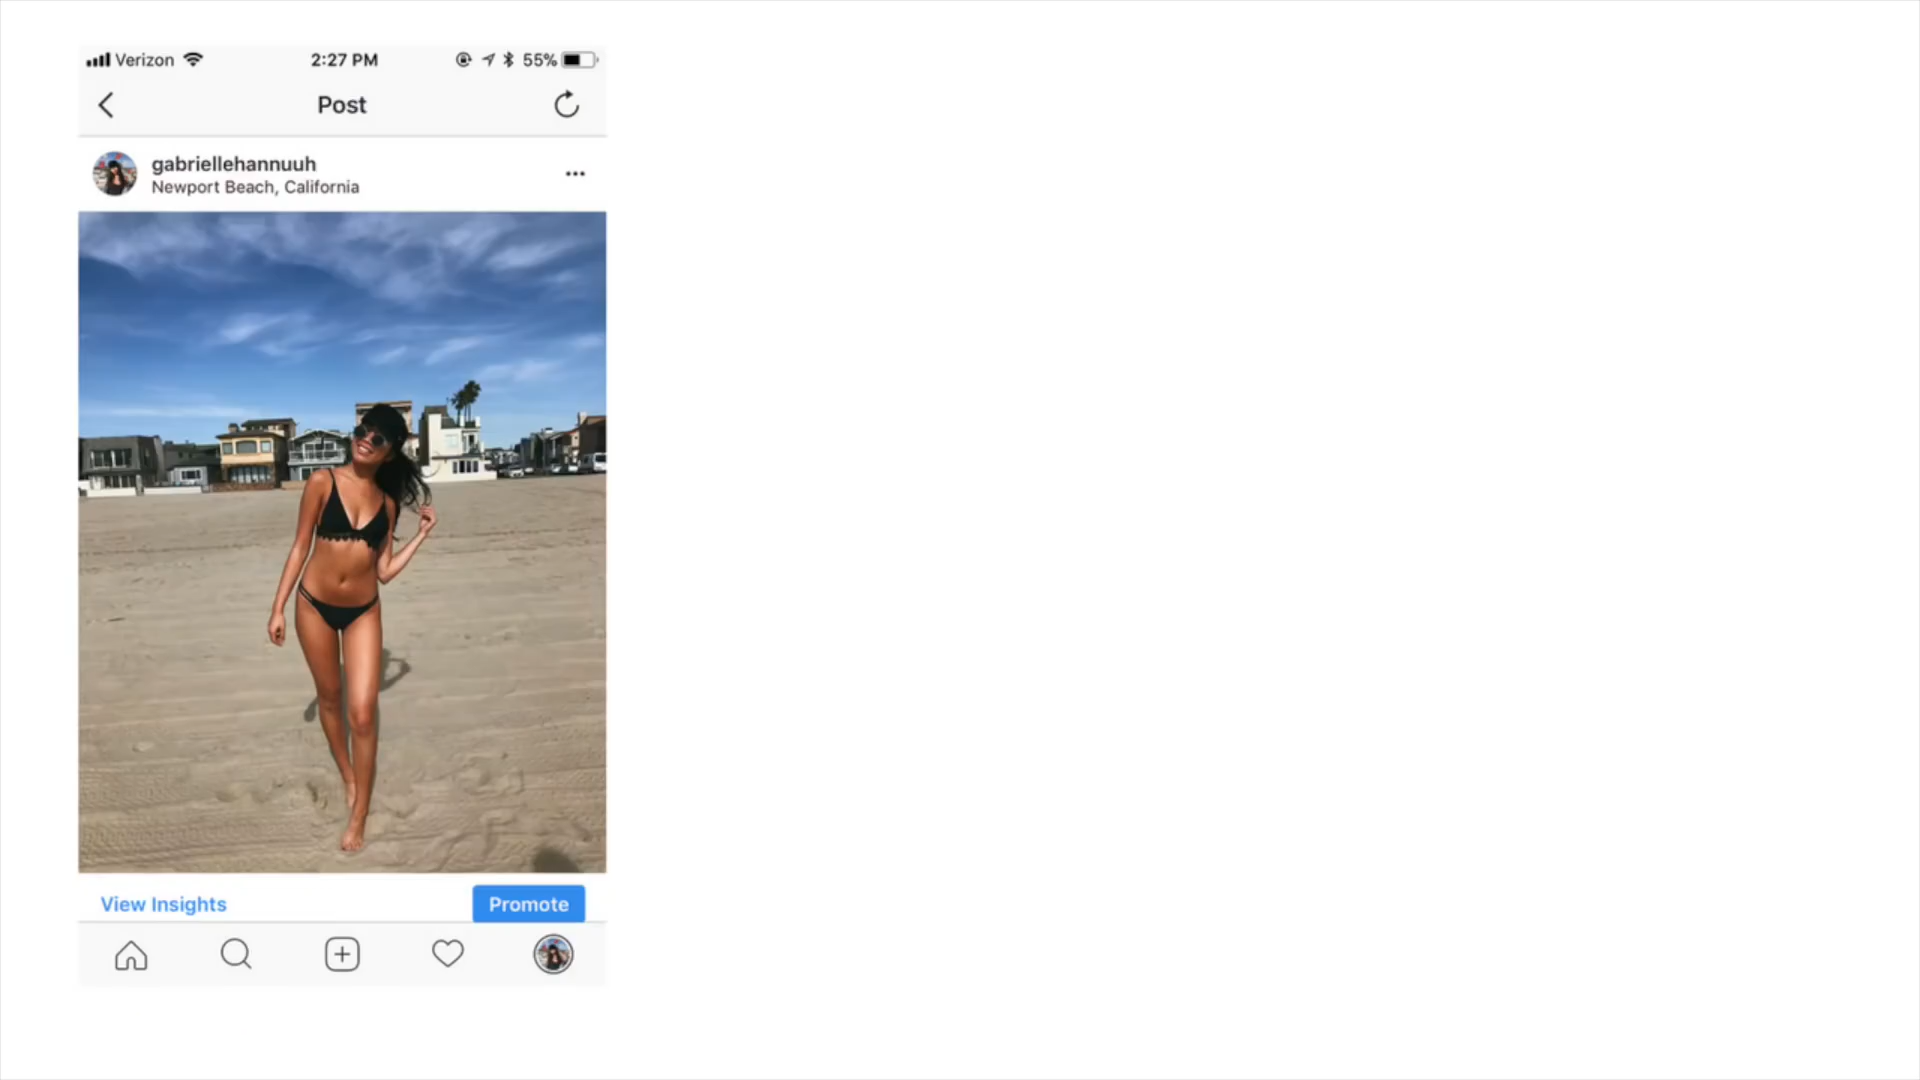 Verizon 2:27 PM 55%
Post
gabriellehannuuh
Newport Beach, California
View Insights Promote